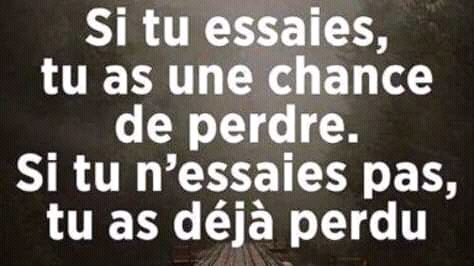 Si tu essaies,
tu as une chance
de perdre.
Si tu n’essaies pas,
tu as déjà perdu